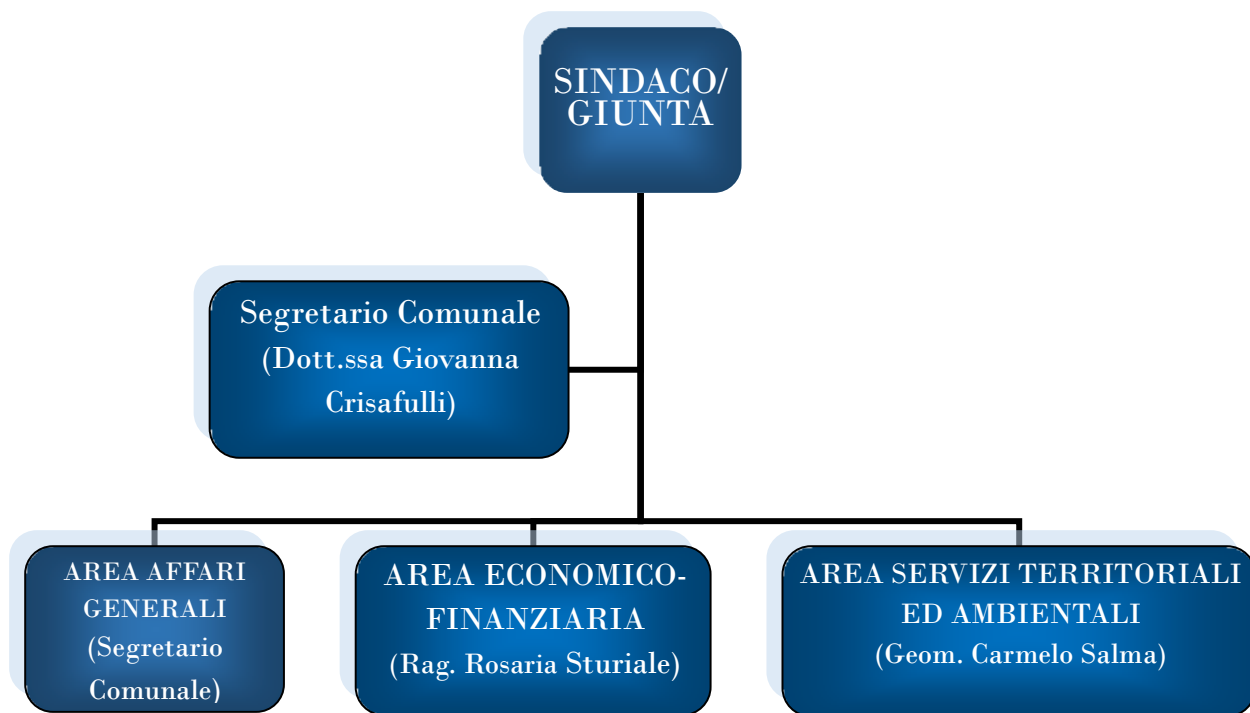 SINDACO/
GIUNTA
Segretario Comunale
(Dott.ssa Giovanna
Crisafulli)
AREA AFFARI
GENERALI
(Segretario
Comunale)
AREA ECONOMICO-
FINANZIARIA
(Rag. Rosaria Sturiale)
AREA SERVIZI TERRITORIALI
ED AMBIENTALI
(Geom. Carmelo Salma)